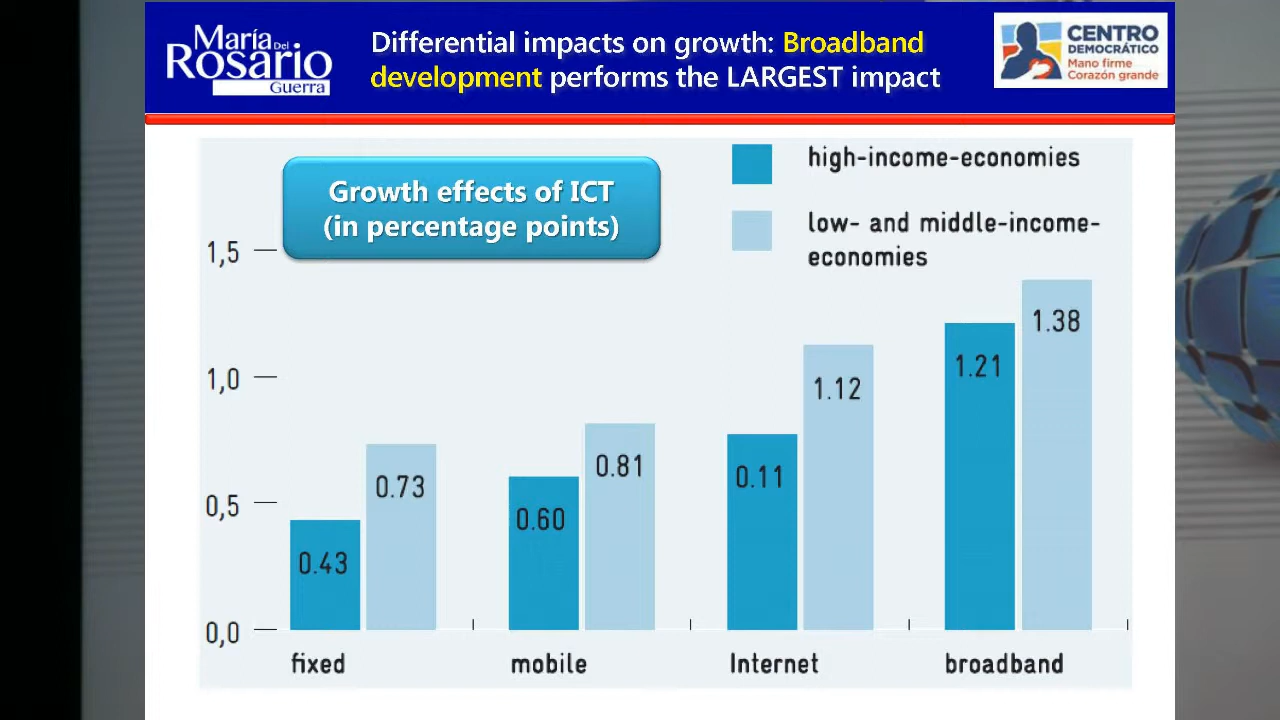 María Del
Rosario
Guerra
Differential impacts on growth: Broadband
development performs the LARGEST impact
CENTRO
DEMOCRÁTICO
Mano firme
Corazón grande
Growth effects of ICT
(in percentage points)
high-income-economies
low- and middle-income-
economies
1,5
1,0
0,5
0,0
0.43
0.73
0.60
0.81
0.11
1.12
1.21
1.38
fixed
mobile
Internet
broadband